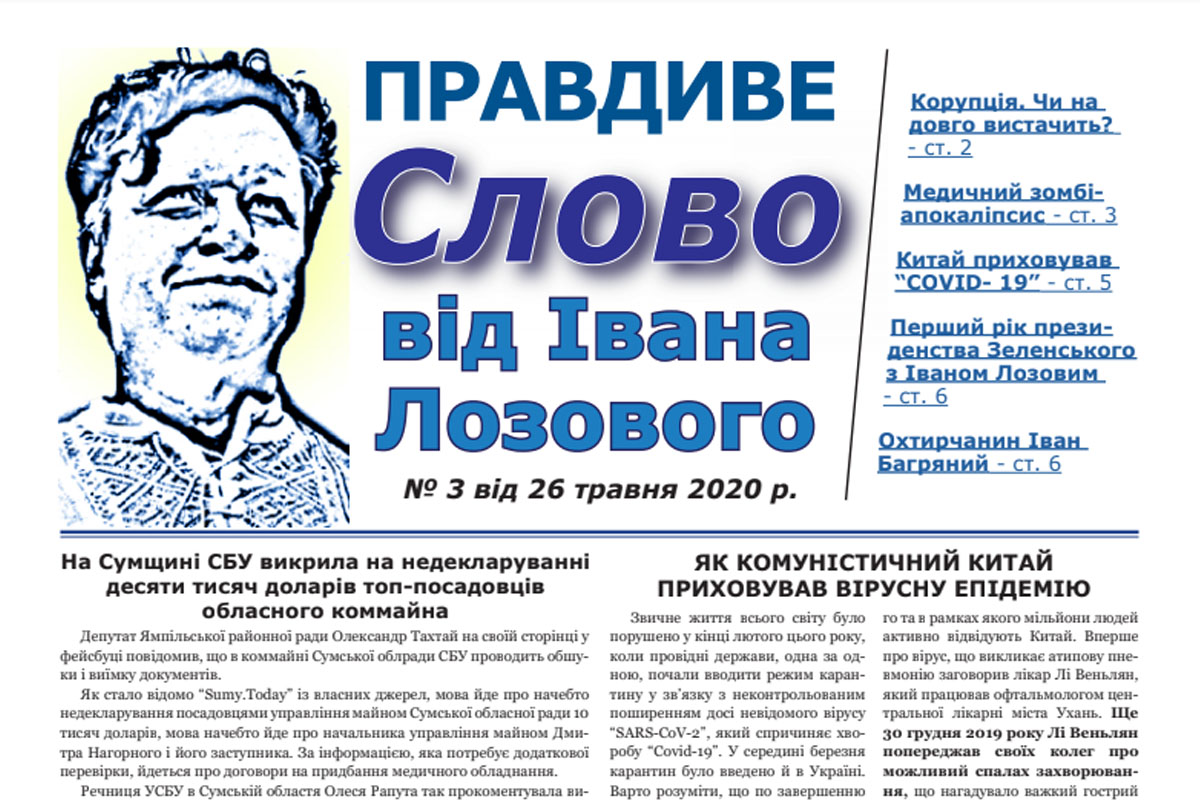 ПРАВДИВЕ
Слово
від Івана
Лозового
№ 3 від 26 травня 2020 р.
Корупція. Чи на
довго вистачить?
- ст. 2
Медичний зомбі-
апокаліпсис - ст. 3
Китай приховував
“COVID- 19” - ст. 5
Перший рік прези-
денства Зеленського
з Іваном Лозовим
- ст. 6
Охтирчанин Іван
Багряний - ст. 6
На Сумщині СБУ викрила на недекларуванні
десяти тисяч доларів топ-посадовців
обласного коммайна
Депутат Ямпільської районної ради Олександр Тахтай на своїй сторінці у
фейсбуці повідомив, що в коммайні Сумської облради СБУ проводить обшу-
ки і виїмку документів.
Як стало відомо “Sumy.Today” із власних джерел, мова йде про начебто
недекларування посадовцями управління майном Сумської обласної ради 10
тисяч доларів, мова начебто йде про начальника управління майном Дми-
тра Нагорного і його заступника. За інформацією, яка потребує додаткової
перевірки, йдеться про договори на придбання медичного обладнання.
Речниця УСБУ в Сумській області Олеся Рапута так прокоментувала ви-
ЯК КОМУНІСТИЧНИЙ КИТАЙ
ПРИХОВУВАВ ВІРУСНУ ЕПІДЕМІЮ
Звичне життя всього світу було
порушено у кінці лютого цього року,
коли провідні держави, одна за од-
ною, почали вводити режим каран-
тину у зв’язку з неконтрольованим
поширенням досі невідомого вірусу
“SARS-CoV-2”, який спричиняє хво-
робу “Covid-19”. У середині березня
карантин було введено й в Україні.
Варто розуміти, що по завершенню
го та в рамках якого мільйони людей
активно відвідують Китай. Вперше
про вірус, що викликає атипову пне-
вмонію заговорив лікар Лі Веньлян,
який працював офтальмологом цен-
тральної лікарні міста Ухань. Ще
30 грудня 2019 року Лі Веньлян
попереджав своїх колег про
можливий спалах захворюван-
ня, що нагадувало важкий гострий